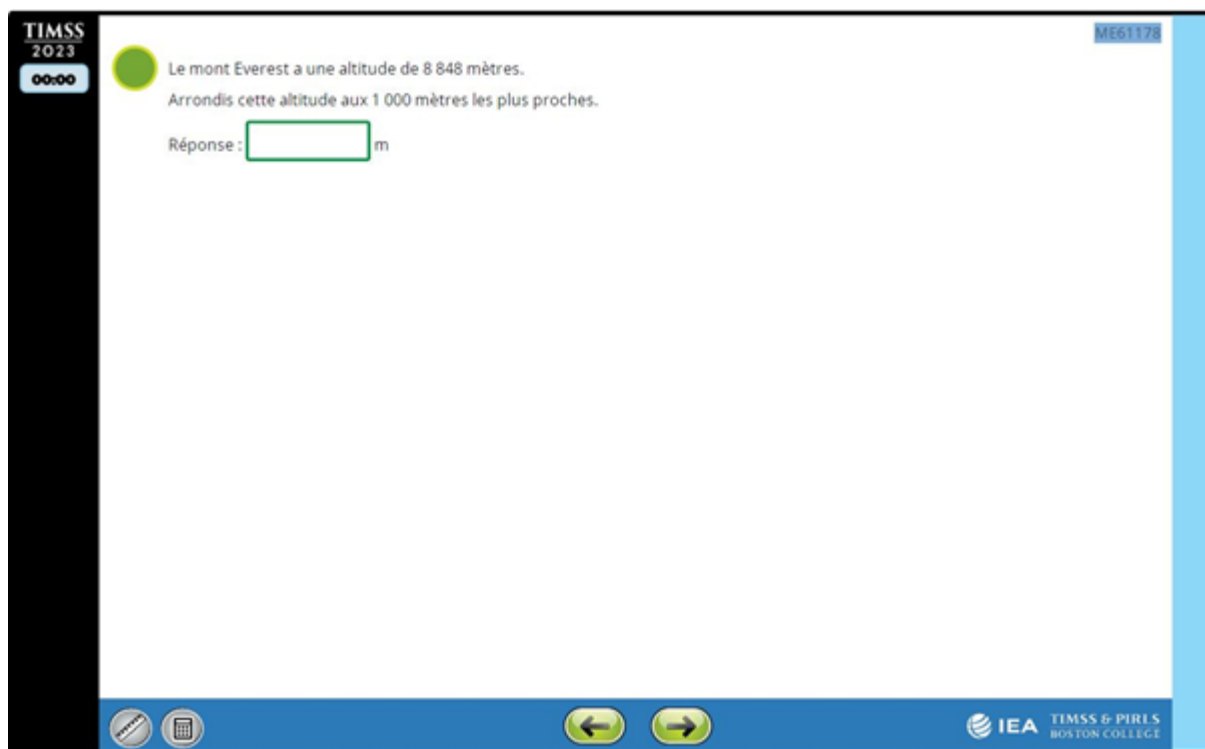 TIMSS
2023
00:00
ME61178
Le mont Everest a une altitude de 8 848 mètres.
Arrondis cette altitude aux 1 000 mètres les plus proches.
Réponse : m
IEA TIMSS & PIRLS
BOSTON COLLEGE